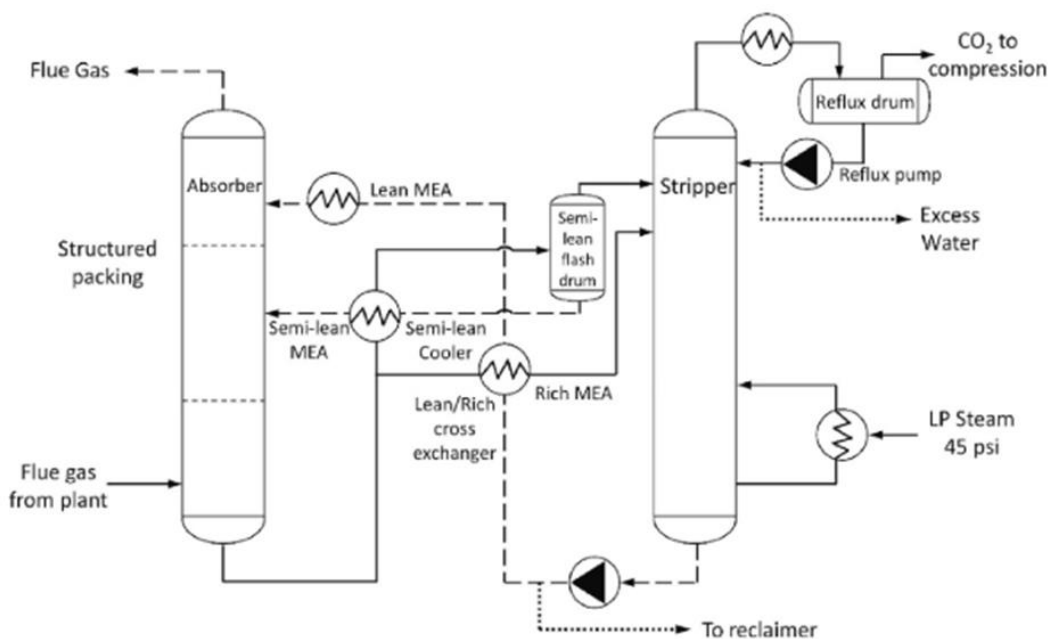 CO₂ to
compression
Flue Gas
Reflux drum
Absorber
Lean MEA
Stripper
Reflux pump
Semi-
lean
flash
drum
Excess
Water
Structured
packing
Semi-lean
MEA
Semi-lean
Cooler
Rich MEA
Lean/Rich
cross
exchanger
LP Steam
45 psi
Flue gas
from plant
To reclaimer